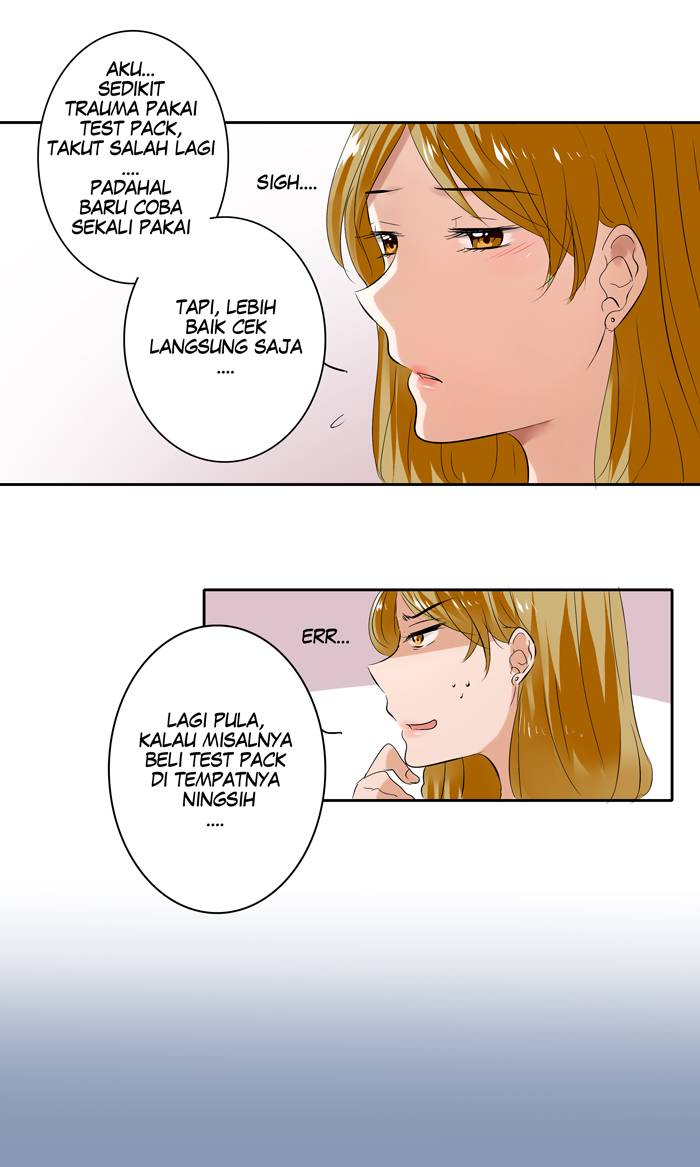 AKU...
SEDIKIT
TRAUMA PAKAI
TEST PACK,
TAKUT SALAH LAGI
....
PADAHAL
BARU COBA
SEKALI PAKAI
SIGH....
TAPI, LEBIH
BAIK CEK
LANGSUNG SAJA
....
ERR...
LAGI PULA,
KALAU MISALNYA
BELI TEST PACK
DI TEMPATNYA
NINGSIH
....